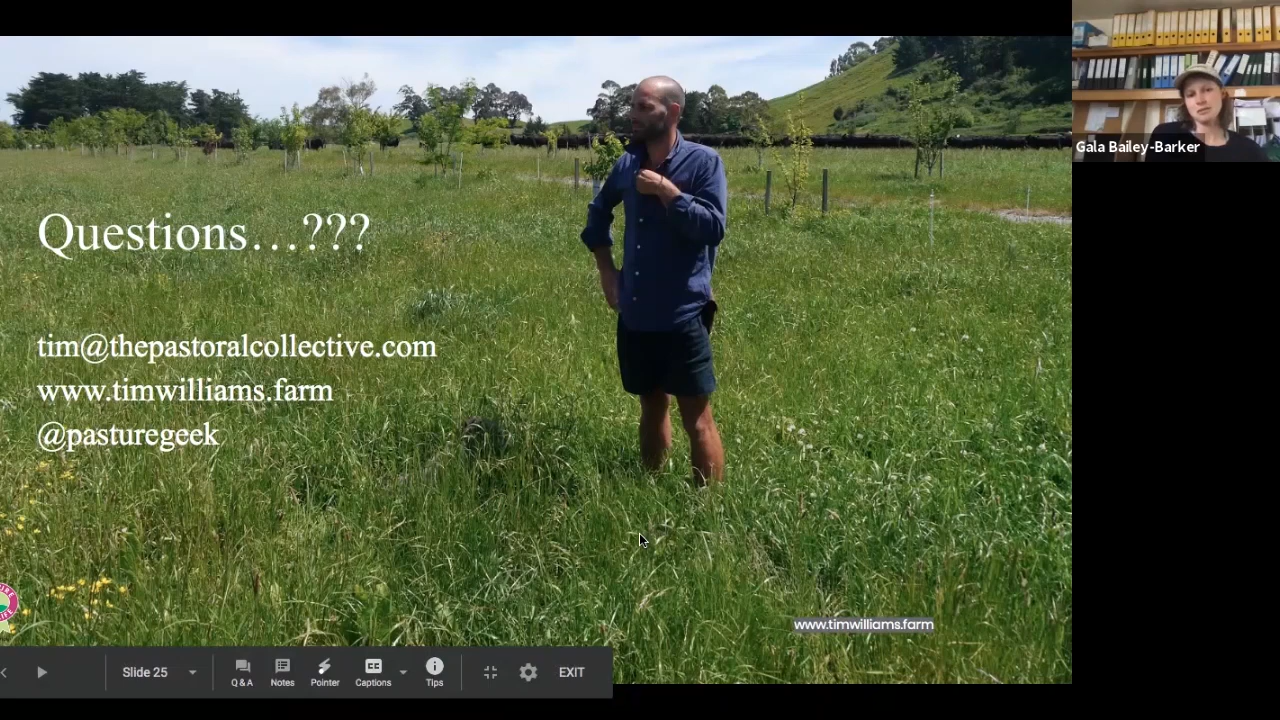 Gala Bailey-Barker
Questions...???
tim@thepastoralcollective.com
www.timwilliams.farm
@pasturegeek
www.timwilliams.farm
Slide 25
Q & A
Notes
Pointer
CC
Captions
Tips
EXIT